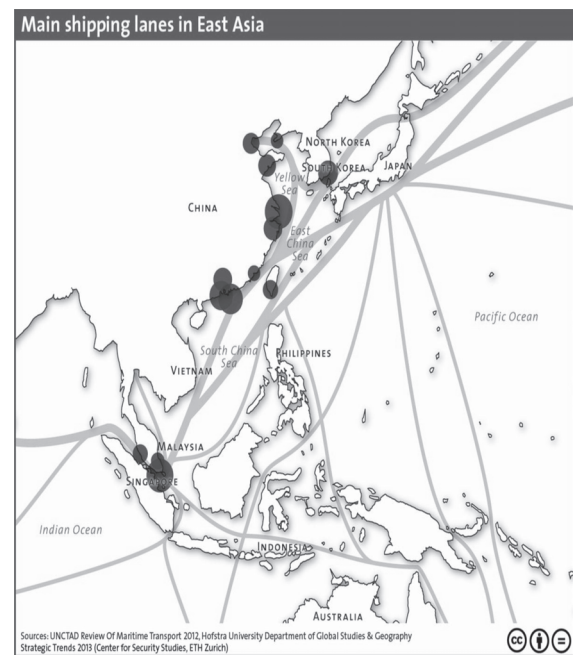 Main shipping lanes in East Asia
NORTH KOREA
SOUTH KOREA
JAPAN
Yellow
Sea
CHINA
East
China
Sea
Pacific Ocean
South China
Sea
PHILIPPINES
VIETNAM
MALAYSIA
SINGAPORE
Indian Ocean
INDONESIA
AUSTRALIA
Sources: UNCTAD Review Of Maritime Transport 2012, Hofstra University Department of Global Studies & Geography
Strategic Trends 2013 (Center for Security Studies, ETH Zurich)
cc